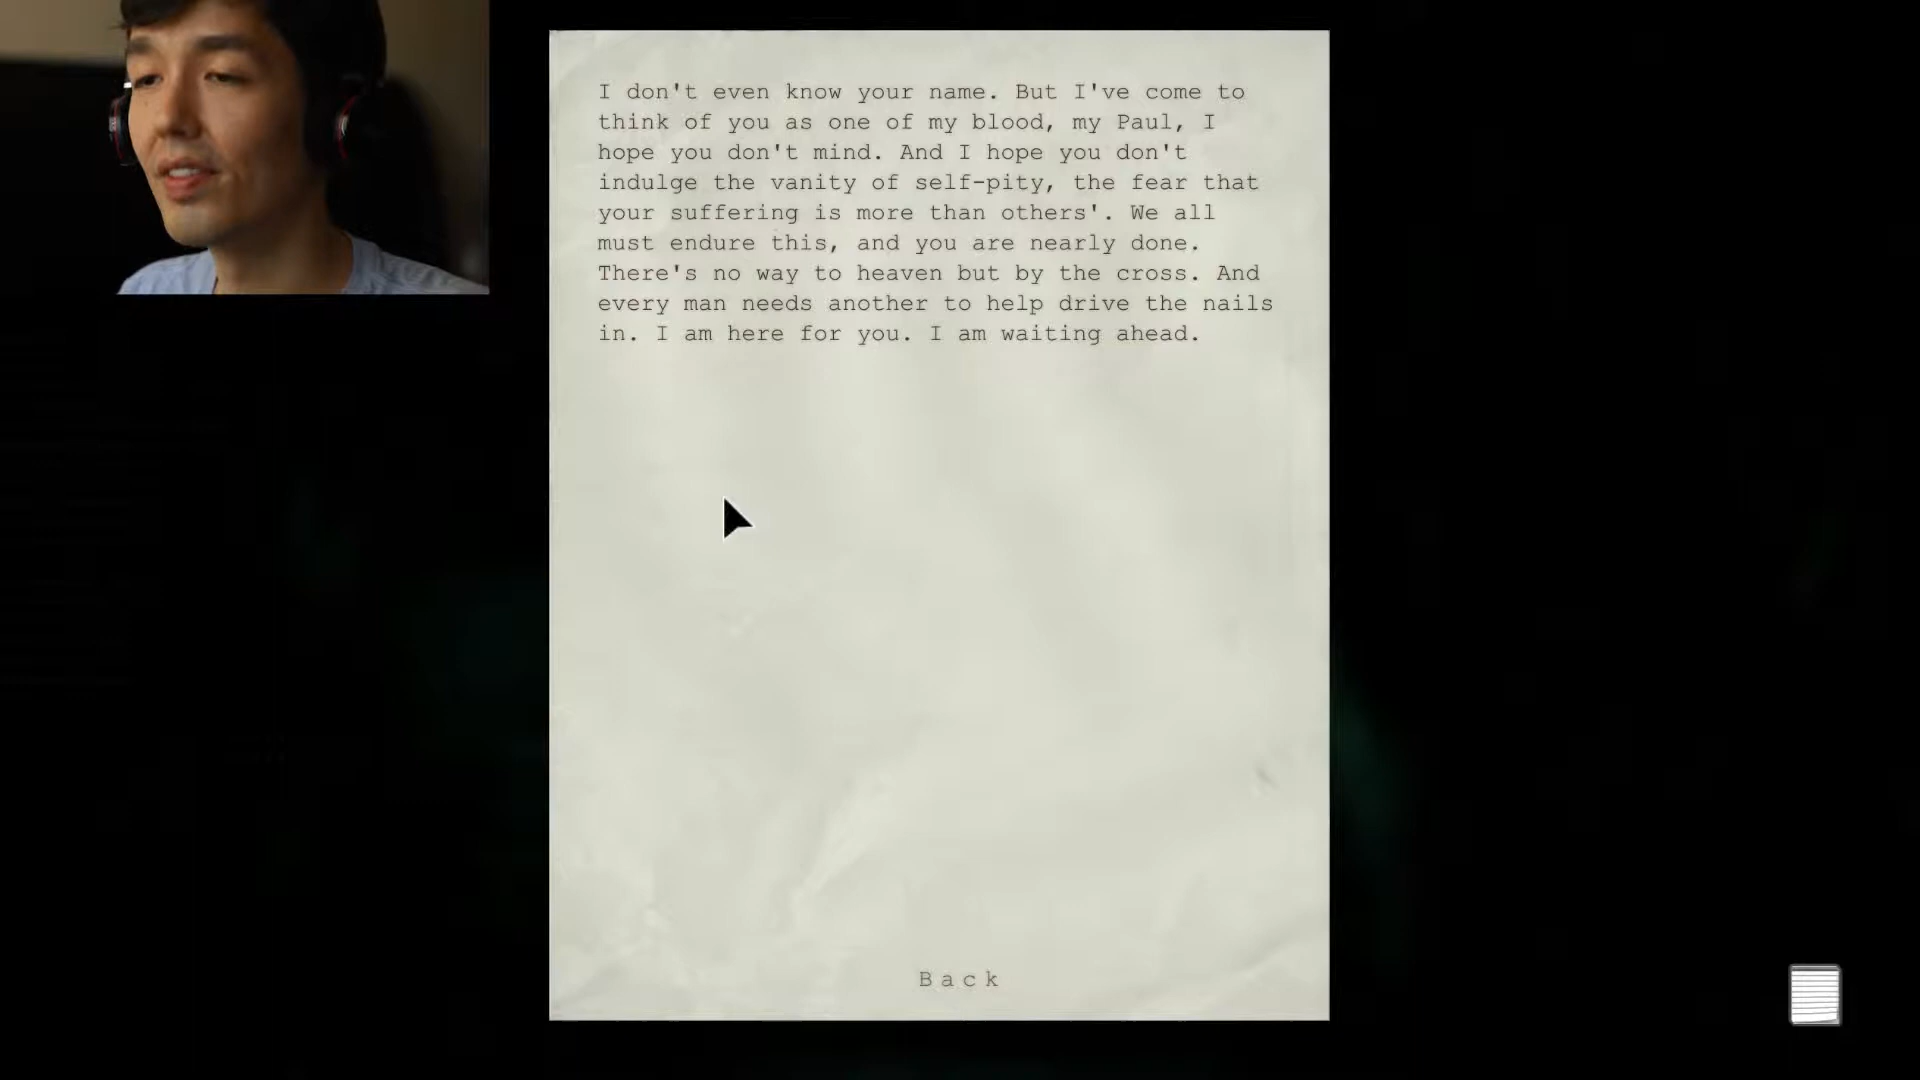 I don't even know your name. But I've come to
think of you as one of my blood, my Paul, I
hope you don't mind. And I hope you don't
indulge the vanity of self-pity, the fear that
your suffering is more than others'. We all
must endure this, and you are nearly done.
There's no way to heaven but by the cross. And
every man needs another to help drive the nails
in. I am here for you. I am waiting ahead.
Back